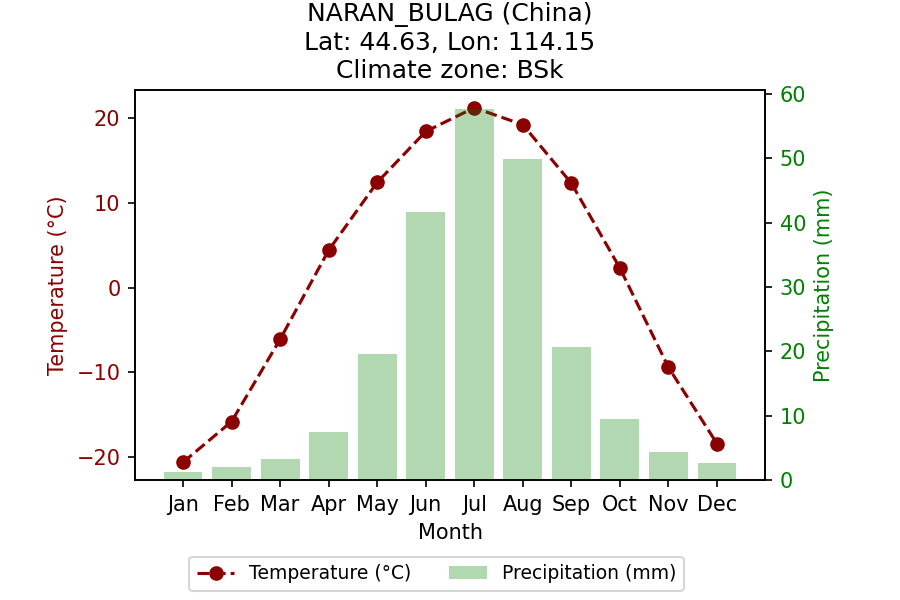 NARAN_BULAG (China)
Lat: 44.63, Lon: 114.15
Climate zone: BSk
Temperature (°C)
20
10
0
−10
−20
60
50
40
30
20
10
0
Precipitation (mm)
Jan Feb Mar Apr May Jun Jul Aug Sep Oct Nov Dec
Month
Temperature (°C) Precipitation (mm)